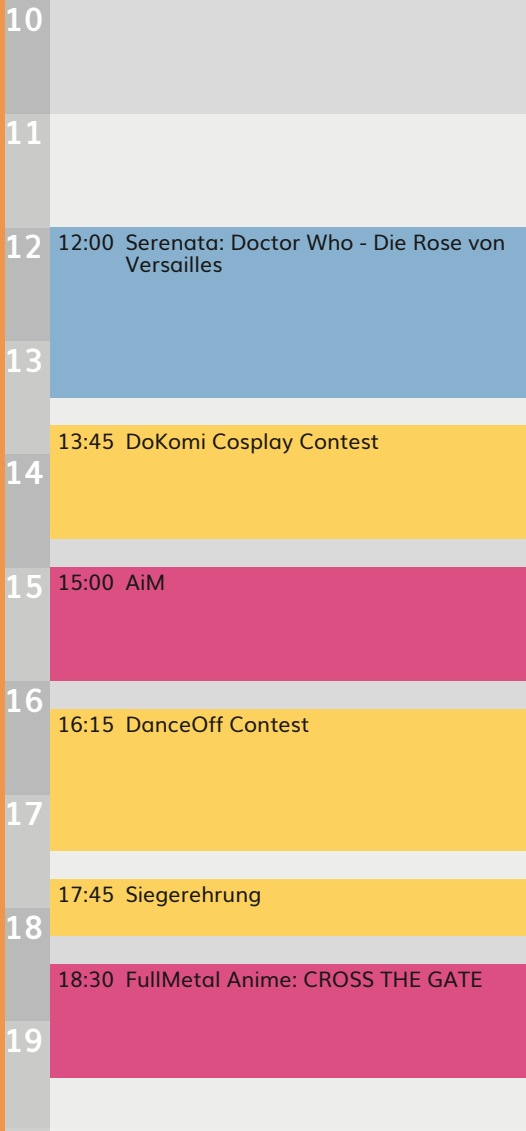 10
11
12
12:00 Serenata: Doctor Who - Die Rose von
Versailles
13
13:45 DoKomi Cosplay Contest
14
15
15:00 AiM
16
16:15 DanceOff Contest
17
17:45 Siegerehrung
18
18:30 FullMetal Anime: CROSS THE GATE
19